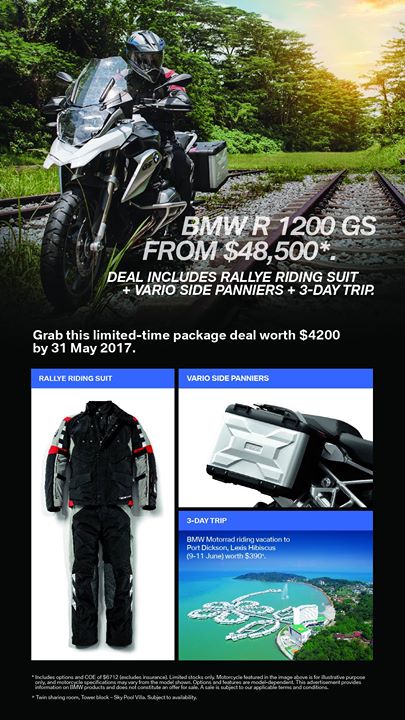 BMW R 1200 GS
FROM $48,500*.
DEAL INCLUDES RALLYE RIDING SUIT
+ VARIO SIDE PANNIERS + 3-DAY TRIP.
Grab this limited-time package deal worth $4200
by 31 May 2017.
RALLYE RIDING SUIT
VARIO SIDE PANNIERS
3-DAY TRIP
BMW Motorrad riding vacation to
Port Dickson, Lexis Hibiscus
(9-11 June) worth $390^.
* Includes options and COE of $6712 (excludes insurance). Limited stocks only. Motorcycle featured in the image above is for illustrative purpose
only, and motorcycle specifications may vary from the model shown. Options and features are model-dependent. This advertisement provides
information on BMW products and does not constitute an offer for sale. A sale is subject to our applicable terms and conditions.
^ Twin sharing room, Tower block – Sky Pool Villa. Subject to availability.